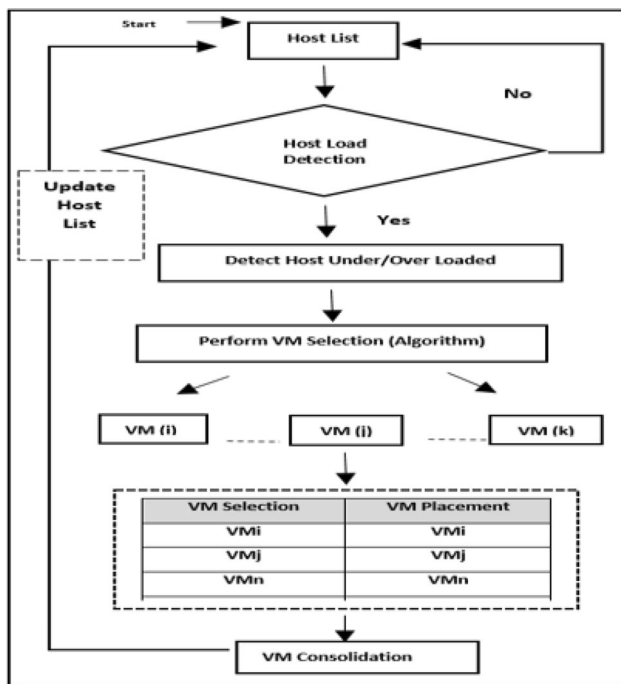 Start
Host List
No
Host Load
Detection
Update
Host
List
Yes
Detect Host Under/Over Loaded
Perform VM Selection (Algorithm)
VM (i) VM (j) VM (k)
VM Selection VM Placement
VMi VMi
VMj VMj
VMn VMn
VM Consolidation